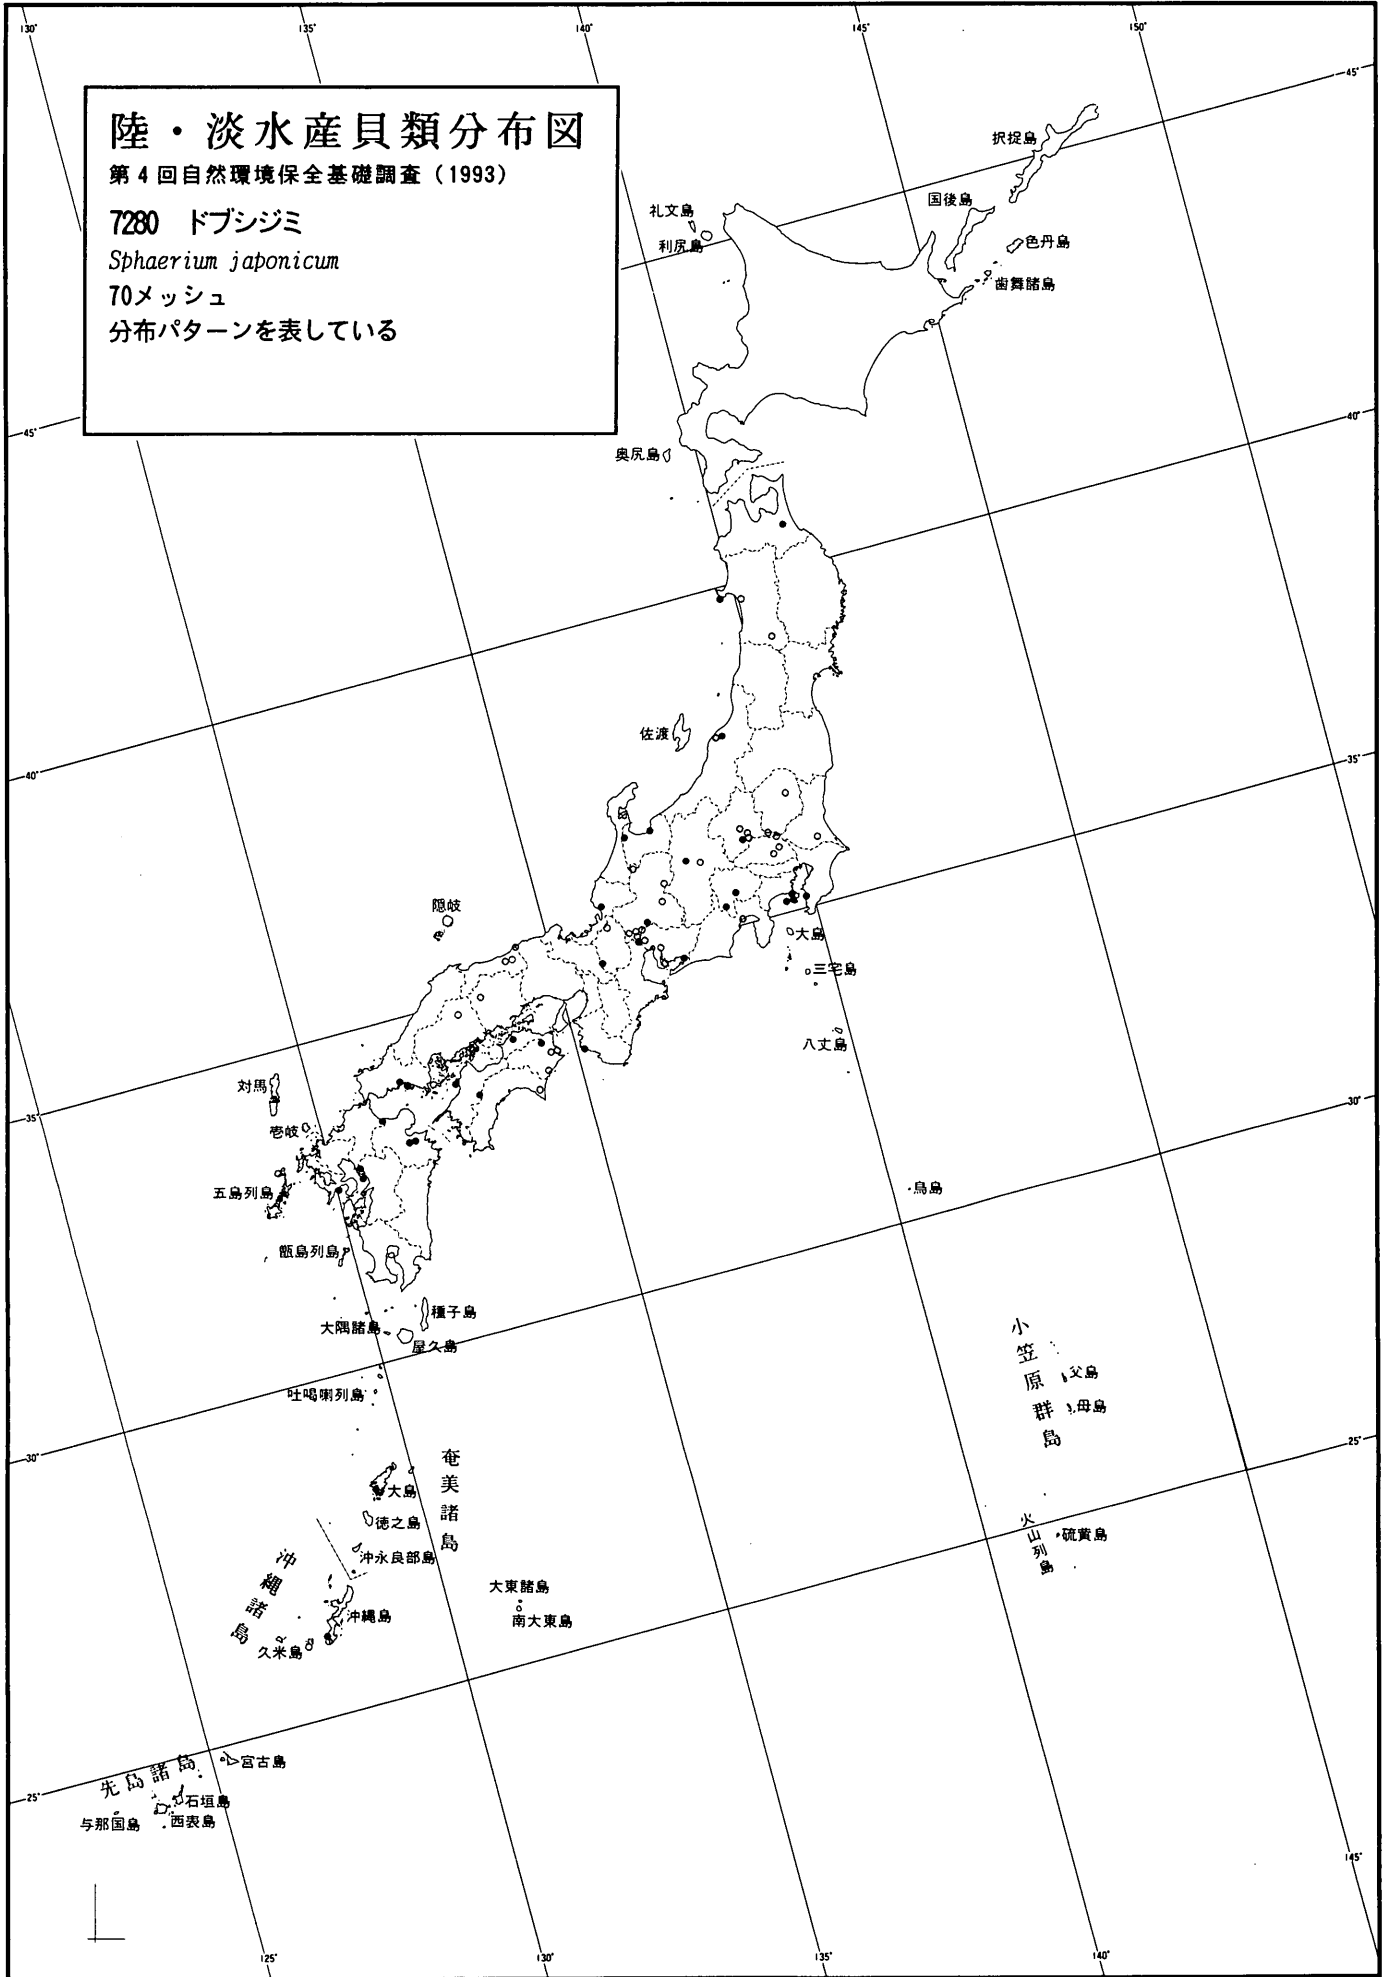 130°
135°
140°
145°
150°
陸・淡水産貝類分布図
第4回自然環境保全基礎調査（1993）
7280 ドブシジミ
Sphaerium japonicum
70メッシュ
分布パターンを表している
45°
択捉島
国後島
礼文島
利尻島
色丹島
歯舞諸島
40°
45°
奥尻島
佐渡
35°
40°
隠岐
大島
三宅島
八丈島
対馬
30°
35°
壱岐
五島列島
鳥島
甑島列島
種子島
大隅諸島
屋久島
小笠原群島
父島
吐噶喇列島
母島
25°
30°
奄美諸島
大島
徳之島
火山列島
硫黄島
沖永良部島
沖縄諸島
大東諸島
沖縄島
南大東島
久米島
宮古島
先島諸島
25°
石垣島
与那国島
西表島
145°
125°
130°
135°
140°